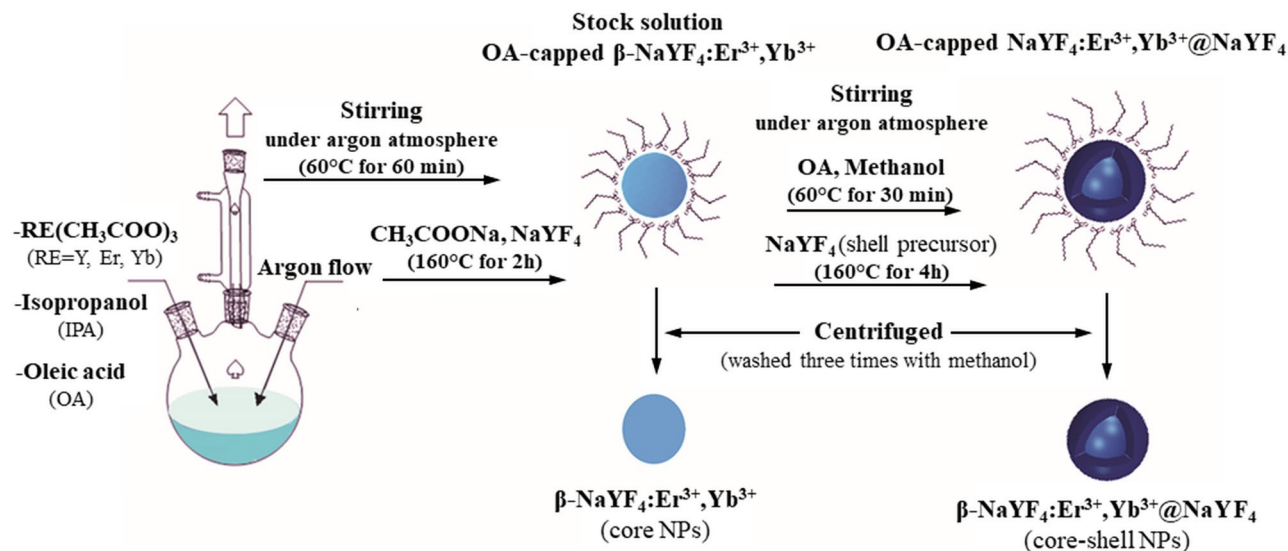 Stock solution
OA-capped β-NaYF₄:Er³⁺,Yb³⁺
OA-capped NaYF₄:Er³⁺,Yb³⁺@NaYF₄
Stirring
under argon atmosphere
(60°C for 60 min)
CH₃COONa, NaYF₄
(160°C for 2h)
Stirring
under argon atmosphere
OA, Methanol
(60°C for 30 min)
NaYF₄(shell precursor)
(160°C for 4h)
-RE(CH₃COO)₃
(RE=Y, Er, Yb)
-Isopropanol
(IPA)
-Oleic acid
(OA)
Argon flow
Centrifuged
(washed three times with methanol)
β-NaYF₄:Er³⁺,Yb³⁺
(core NPs)
β-NaYF₄:Er³⁺,Yb³⁺@NaYF₄
(core-shell NPs)